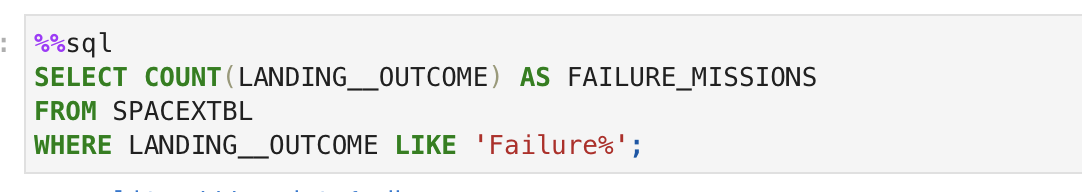 :
%%sql
SELECT COUNT(LANDING__OUTCOME) AS FAILURE_MISSIONS
FROM SPACEXTBL
WHERE LANDING__OUTCOME LIKE 'Failure%';